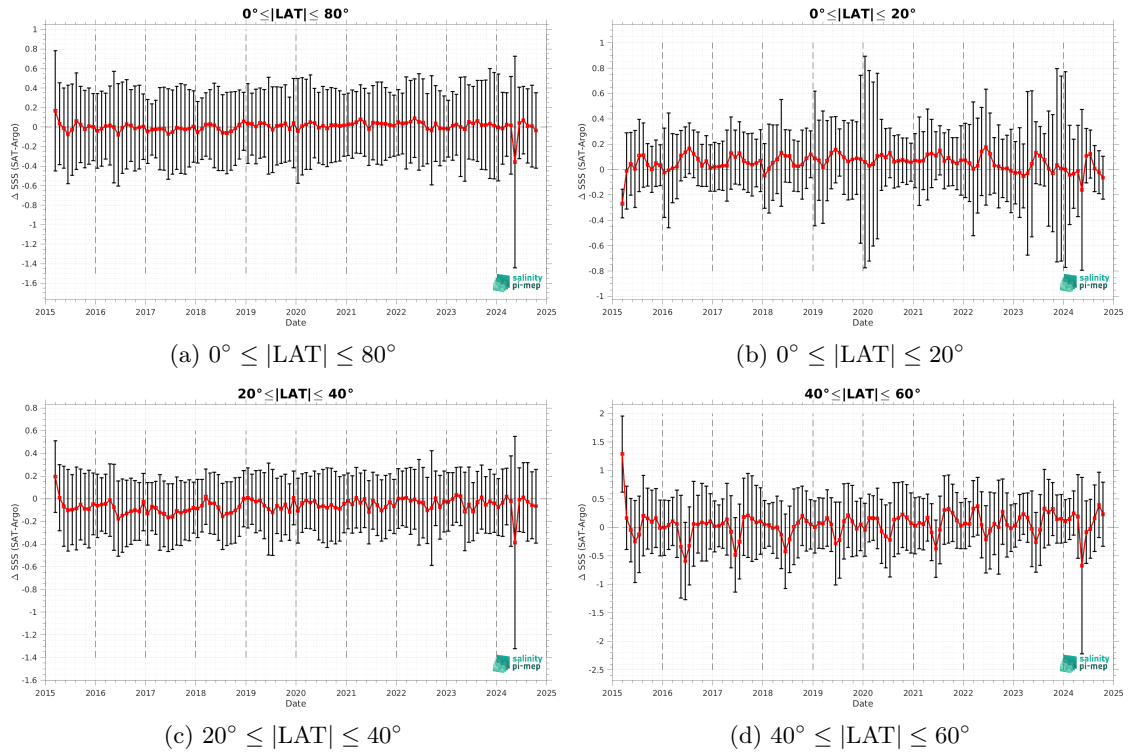 0°≤|LAT|≤ 80°
1
0.8
0.6
0.4
0.2
0
-0.2
-0.4
-0.6
-0.8
-1
-1.2
-1.4
-1.6
Δ SSS (SAT-Argo)
salinity
pi-mep
2015 2016 2017 2018 2019 2020 2021 2022 2023 2024 2025
Date
(a) 0° ≤ |LAT| ≤ 80°
0°≤|LAT|≤ 20°
1
0.8
0.6
0.4
0.2
0
-0.2
-0.4
-0.6
-0.8
-1
Δ SSS (SAT-Argo)
salinity
pi-mep
2015 2016 2017 2018 2019 2020 2021 2022 2023 2024 2025
Date
(b) 0° ≤ |LAT| ≤ 20°
20°≤|LAT|≤ 40°
0.8
0.6
0.4
0.2
0
-0.2
-0.4
-0.6
-0.8
-1
-1.2
-1.4
-1.6
Δ SSS (SAT-Argo)
salinity
pi-mep
2015 2016 2017 2018 2019 2020 2021 2022 2023 2024 2025
Date
(c) 20° ≤ |LAT| ≤ 40°
40°≤|LAT|≤ 60°
2
1.5
1
0.5
0
-0.5
-1
-1.5
-2
-2.5
Δ SSS (SAT-Argo)
salinity
pi-mep
2015 2016 2017 2018 2019 2020 2021 2022 2023 2024 2025
Date
(d) 40° ≤ |LAT| ≤ 60°